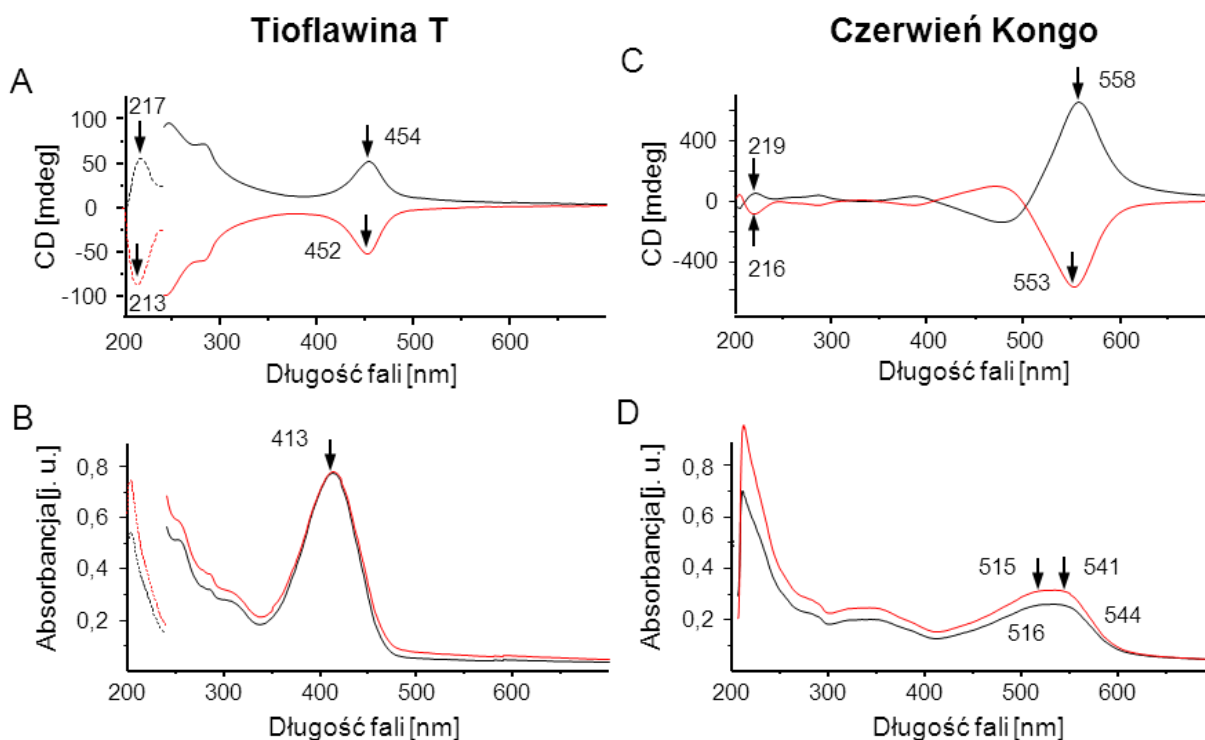 Tioflawina T
Czerwień Kongo
A
CD [mdeg]
100
50
0
-50
-100
217
454
452
213
200 300 400 500 600
Długość fali [nm]
C
CD [mdeg]
400
0
-400
558
219
216
553
200 300 400 500 600
Długość fali [nm]
B
Absorbancja[j. u.]
0,8
0,6
0,4
0,2
413
200 300 400 500 600
Długość fali [nm]
D
Absorbancja[j. u.]
0,8
0,6
0,4
0,2
515 541
516 544
200 300 400 500 600
Długość fali [nm]